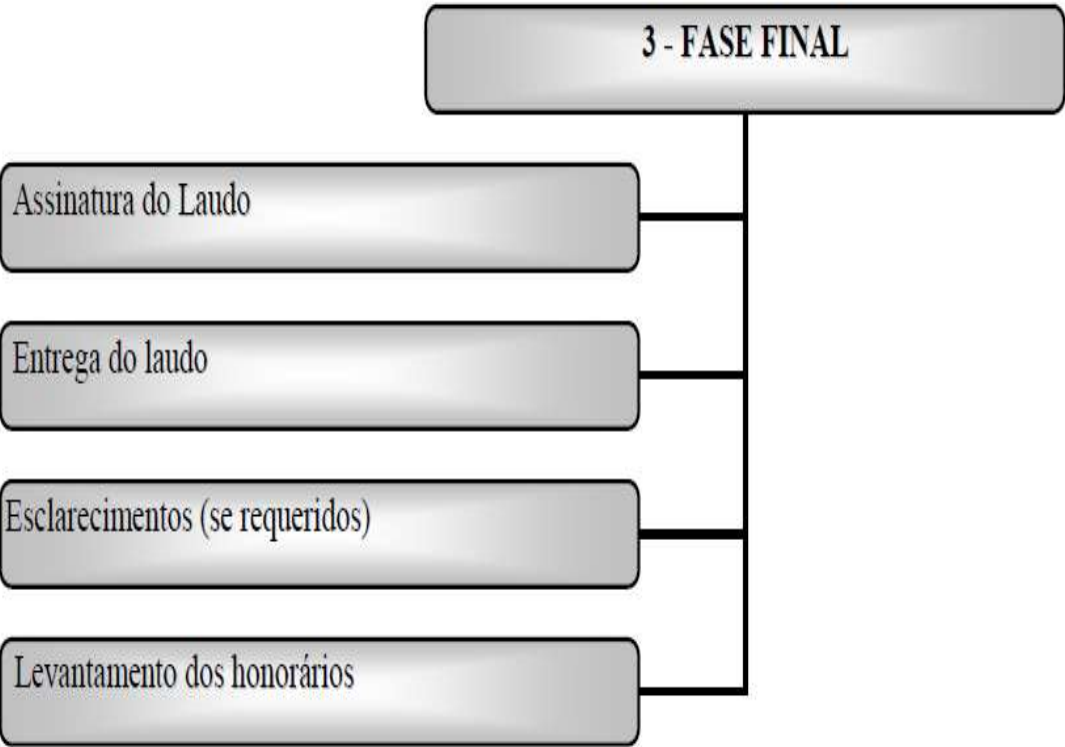 3 - FASE FINAL
Assinatura do Laudo
Entrega do laudo
Esclarecimentos (se requeridos)
Levantamento dos honorários